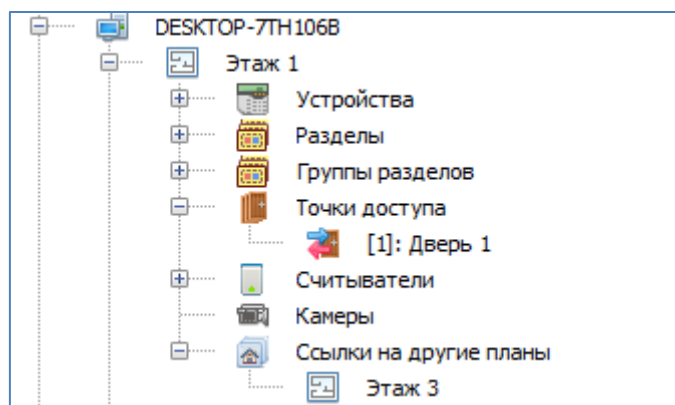 DESKTOP-7TH106B
Этаж 1
Устройства
Разделы
Группы разделов
Точки доступа
[1]: Дверь 1
Считыватели
Камеры
Ссылки на другие планы
Этаж 3